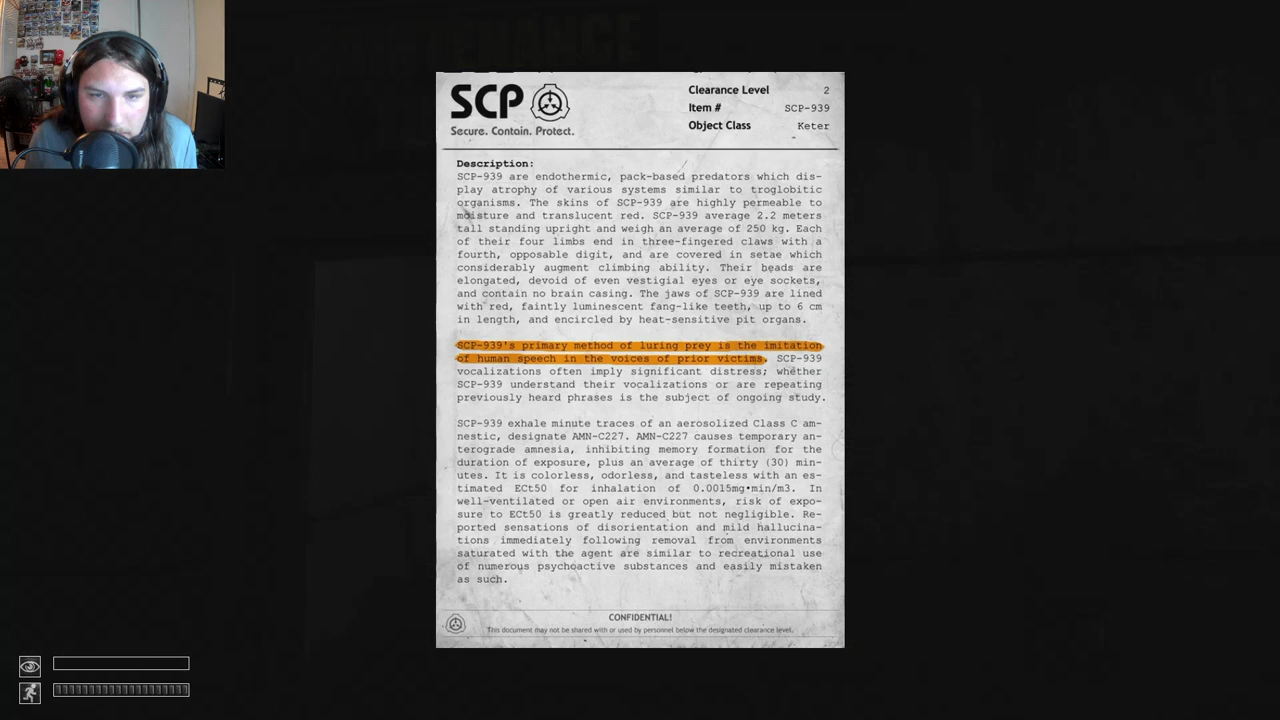 SCP
Secure. Contain. Protect.
Clearance Level 2
Item # SCP-939
Object Class Keter
Description:
SCP-939 are endothermic, pack-based predators which dis-
play atrophy of various systems similar to troglobitic
organisms. The skins of SCP-939 are highly permeable to
moisture and translucent red. SCP-939 average 2.2 meters
tall standing upright and weigh an average of 250 kg. Each
of their four limbs end in three-fingered claws with a
fourth, opposable digit, and are covered in setae which
considerably augment climbing ability. Their heads are
elongated, devoid of even vestigial eyes or eye sockets,
and contain no brain casing. The jaws of SCP-939 are lined
with red, faintly luminescent fang-like teeth, up to 6 cm
in length, and encircled by heat-sensitive pit organs.
SCP-939's primary method of luring prey is the imitation
of human speech in the voices of prior victims. SCP-939
vocalizations often imply significant distress; whether
SCP-939 understand their vocalizations or are repeating
previously heard phrases is the subject of ongoing study.
SCP-939 exhale minute traces of an aerosolized Class C am-
nestic, designate AMN-C227. AMN-C227 causes temporary an-
terograde amnesia, inhibiting memory formation for the
duration of exposure, plus an average of thirty (30) min-
utes. It is colorless, odorless, and tasteless with an es-
timated ECt50 for inhalation of 0.0015mg•min/m3. In
well-ventilated or open air environments, risk of expo-
sure to ECt50 is greatly reduced but not negligible. Re-
ported sensations of disorientation and mild hallucina-
tions immediately following removal from environments
saturated with the agent are similar to recreational use
of numerous psychoactive substances and easily mistaken
as such.
CONFIDENTIAL!
This document may not be shared with or used by personnel below the designated clearance level.